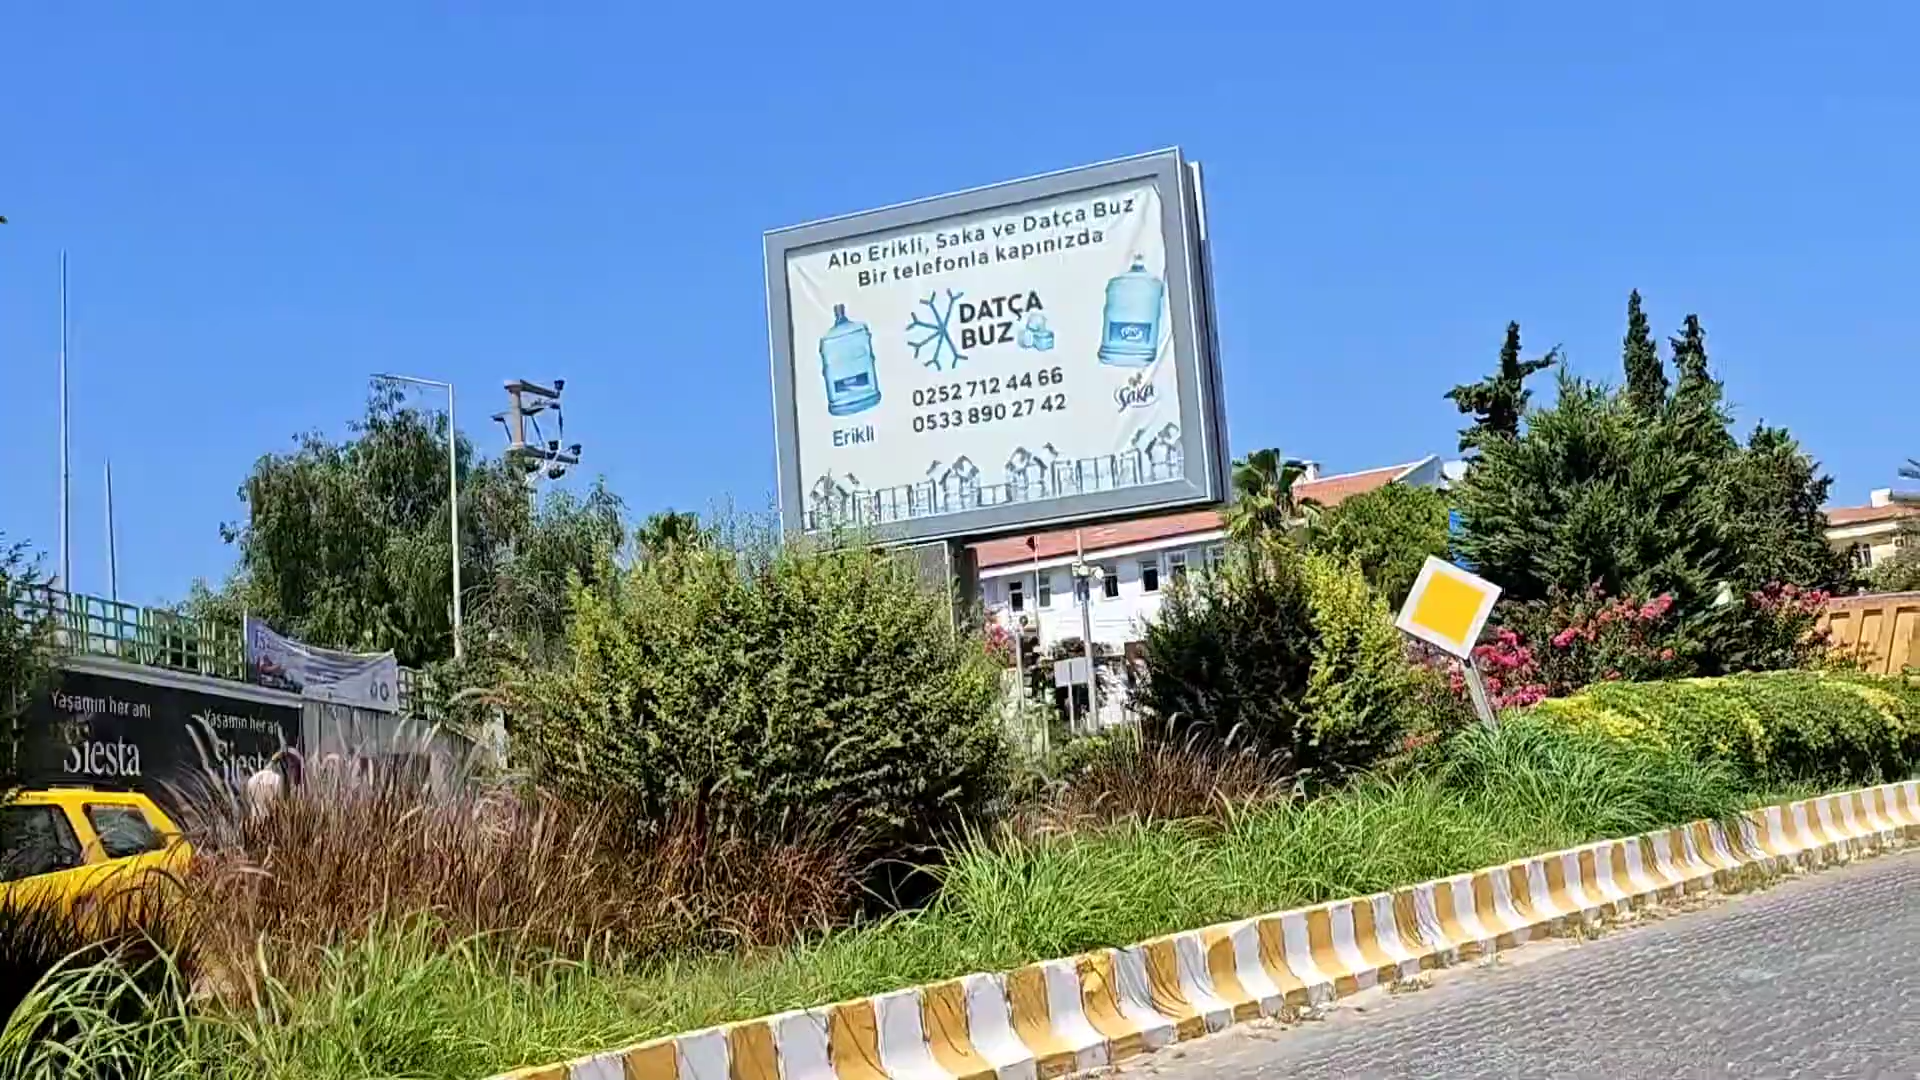 Alo Erikli, Saka ve Datça Buz
Bir telefonla kapınızda
DATÇA
BUZ
0252 712 44 66
0533 890 27 42
Erikli
Saka
Yaşamın her anı
Siesta
Yaşamın her anı
Siesta